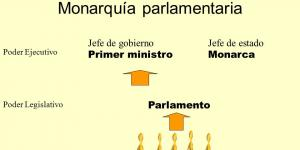 Monarquía parlamentaria
Jefe de gobierno Jefe de estado
Poder Ejecutivo Primer ministro Monarca
Poder Legislativo Parlamento